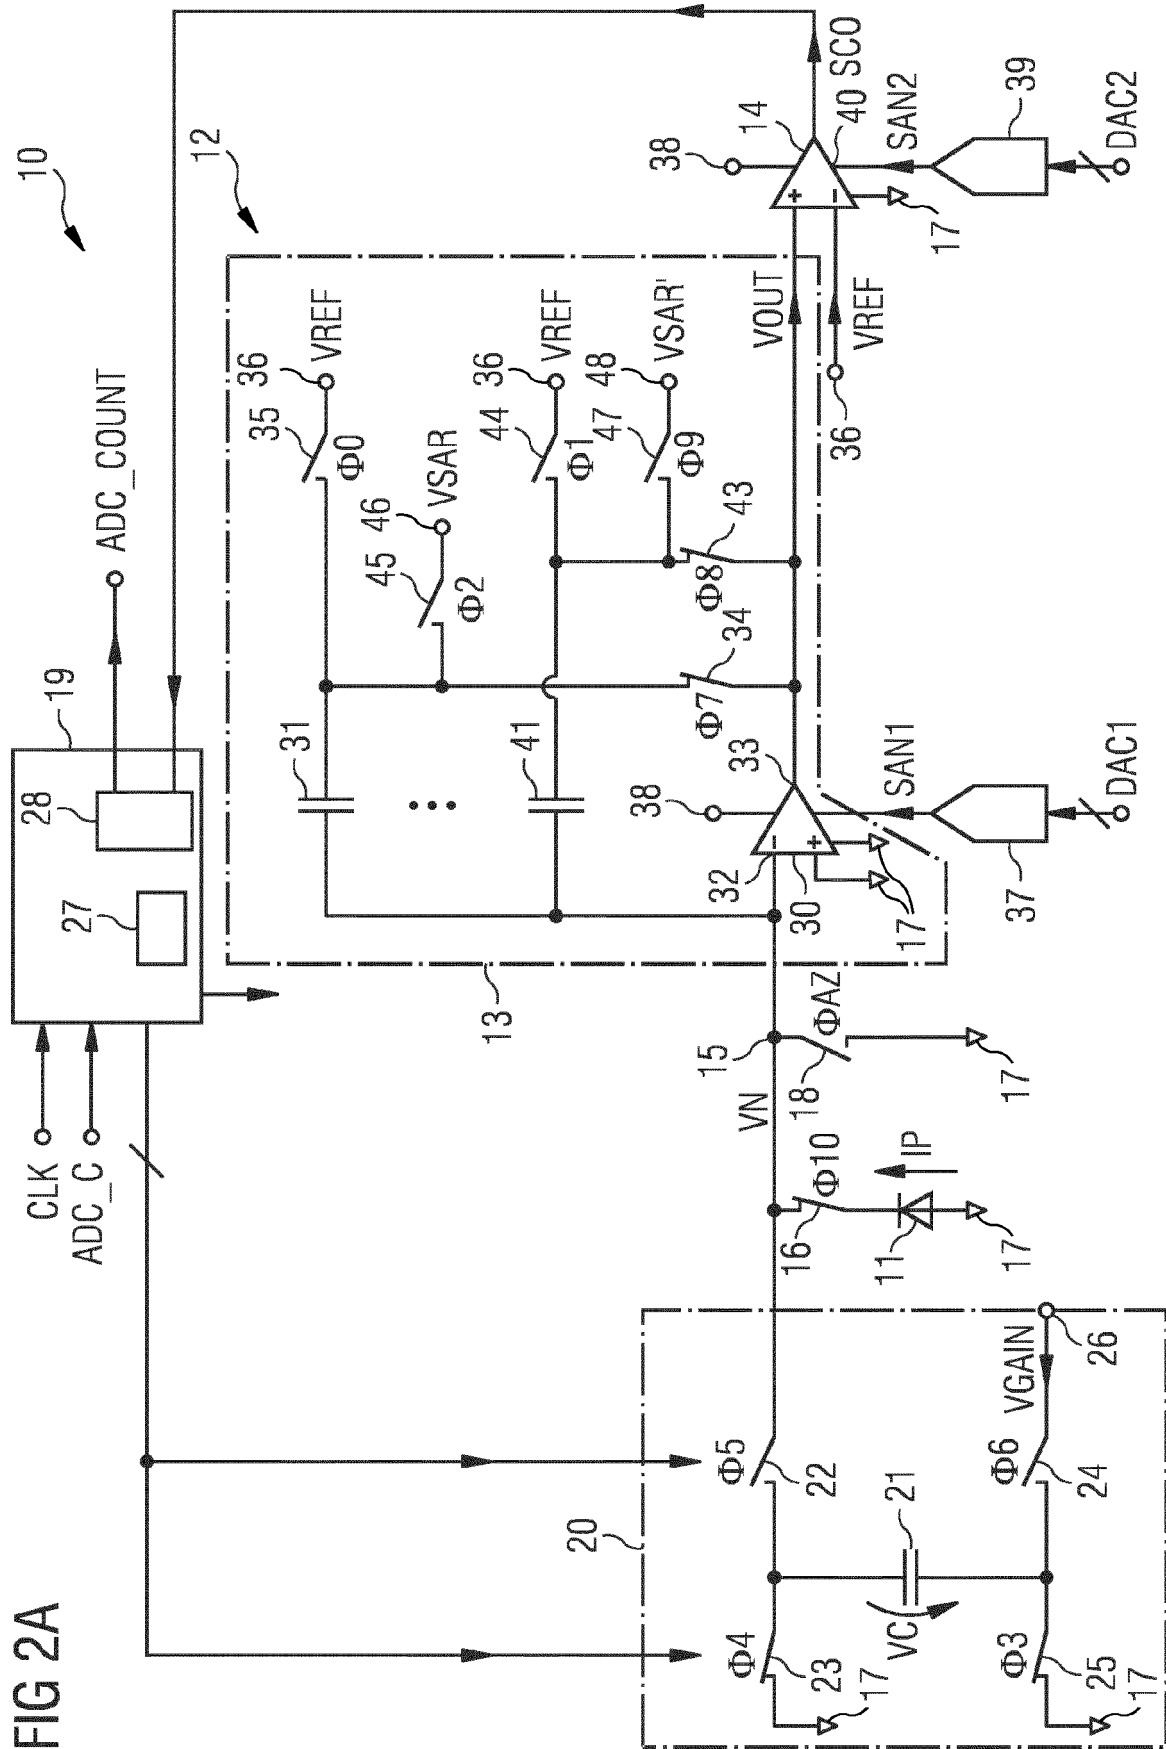 FIG 2A
10
ADC_COUNT
19
28
27
CLK
ADC_C
12
13
31
35
36
VREF
Φ0
45
46
VSAR
Φ2
41
44
36
VREF
Φ1
47
48
VSAR'
Φ9
Φ7
34
Φ8
43
VOUT
VREF
36
38
14
40
SCO
SAN2
39
DAC2
17
38
33
32
30
17
SAN1
37
DAC1
15
VN
18
ΦAZ
17
16
Φ10
11
IP
17
20
Φ5
22
Φ4
23
17
VC
21
Φ6
24
VGAIN
26
Φ3
25
17